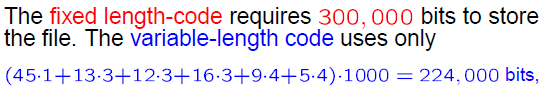 The fixed length-code requires 300,000 bits to store
the file. The variable-length code uses only
(45·1+13·3+12·3+16·3+9·4+5·4)·1000 = 224,000 bits,